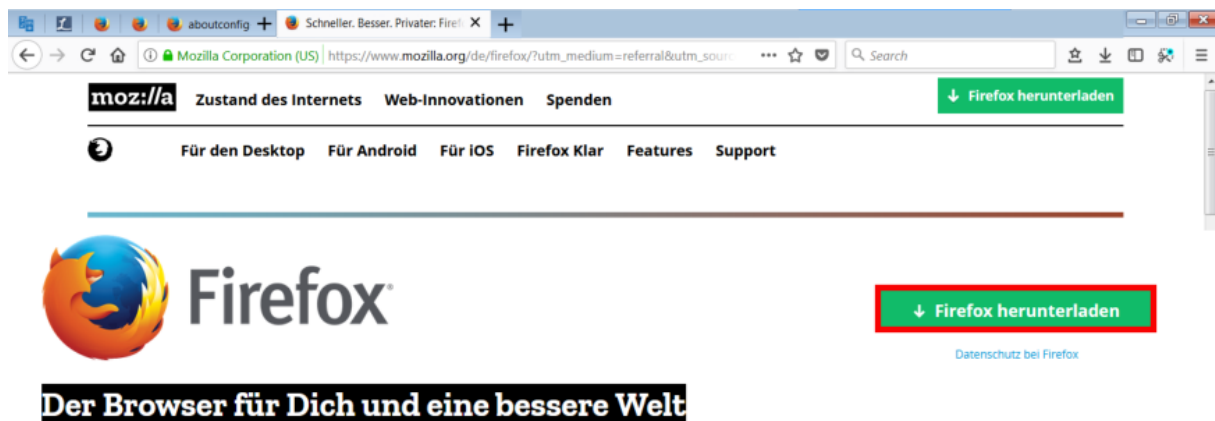 aboutconfig
Schneller. Besser. Privater: Firef
Mozilla Corporation (US) https://www.mozilla.org/de/firefox/?utm_medium=referral&utm_sourc
Search
moz://a Zustand des Internets Web-Innovationen Spenden
Firefox herunterladen
Für den Desktop Für Android Für iOS Firefox Klar Features Support
Firefox
Firefox herunterladen
Datenschutz bei Firefox
Der Browser für Dich und eine bessere Welt